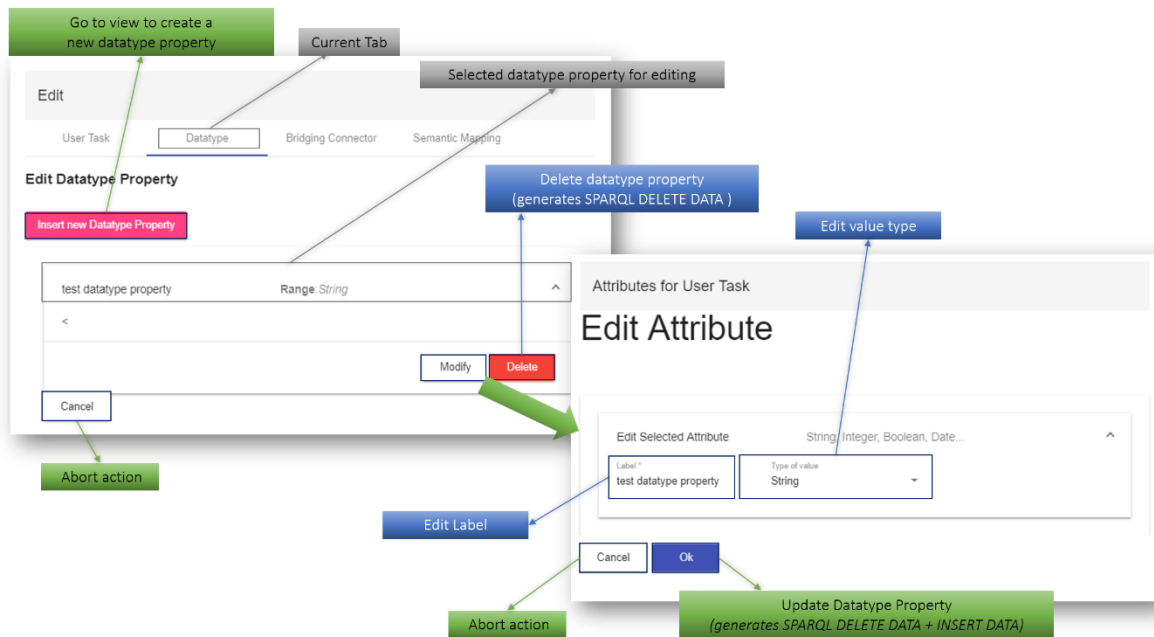 Go to view to create a
new datatype property
Current Tab
Selected datatype property for editing
Edit
User Task
Datatype
Bridging Connector
Semantic Mapping
Edit Datatype Property
Delete datatype property
(generates SPARQL DELETE DATA )
Insert new Datatype Property
Edit value type
test datatype property
Range: String
<
Modify
Delete
Cancel
Abort action
Attributes for User Task
Edit Attribute
Edit Selected Attribute
String, Integer, Boolean, Date...
Label *
test datatype property
Type of value
String
Edit Label
Cancel
Ok
Abort action
Update Datatype Property
(generates SPARQL DELETE DATA + INSERT DATA)